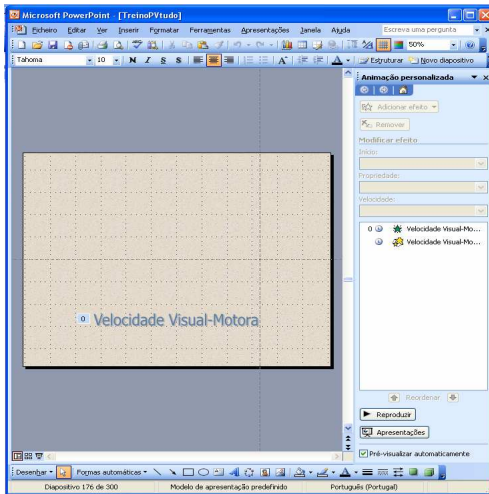 Microsoft PowerPoint - [TreinoPVtudo]
Ficheiro Editar Ver Inserir Formatar Ferramentas Apresentações Janela Ajuda Escreva uma pergunta
50%
Tahoma 10 N I S S Estruturar Novo diapositivo
Animação personalizada
Adicionar efeito
Remover
Modificar efeito
Início:
Propriedade:
Velocidade:
0 Velocidade Visual-Mo...
Velocidade Visual-Mo...
0 Velocidade Visual-Motora
Reordenar
Reproduzir
Apresentações
Pré-visualizar automaticamente
Desenhar Formas automáticas
Diapositivo 176 de 300 Modelo de apresentação predefinido Português (Portugal)